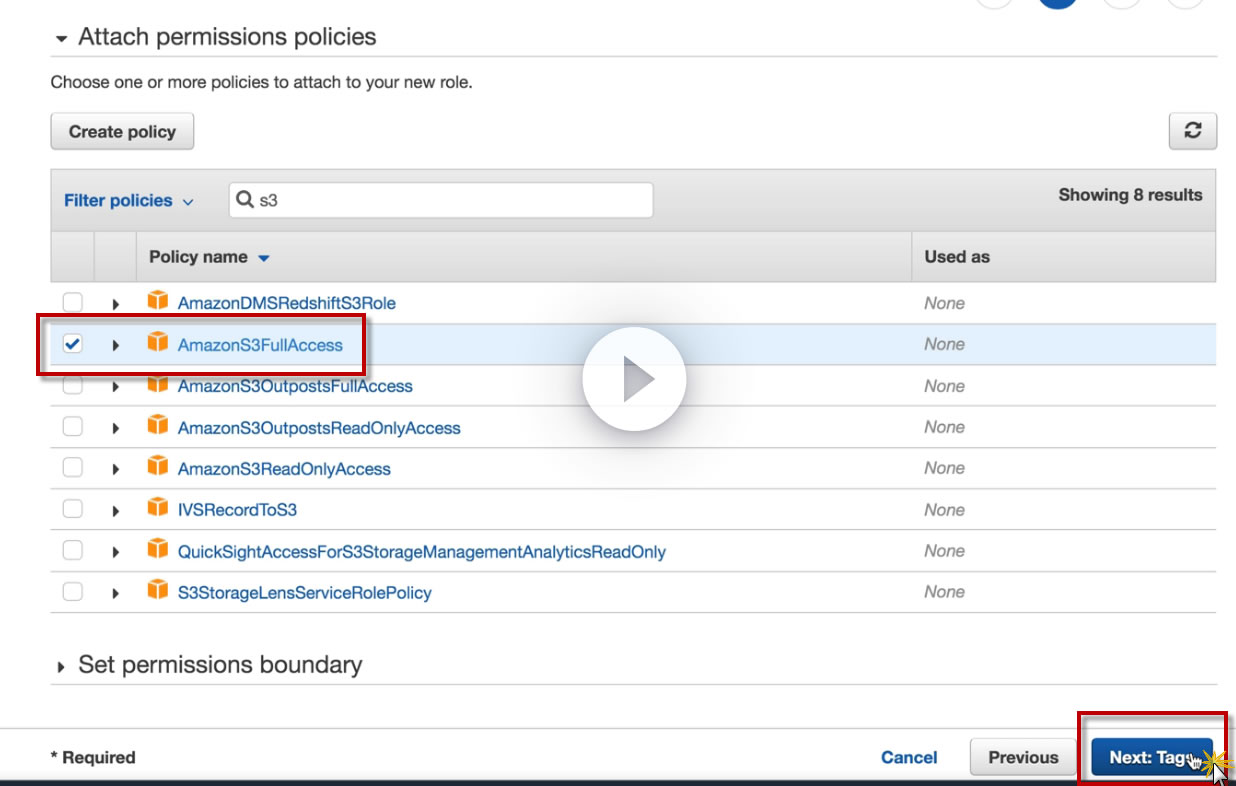 Attach permissions policies
Choose one or more policies to attach to your new role.
Create policy
Filter policies
s3
Showing 8 results
Policy name
Used as
AmazonDMSRedshiftS3Role
None
AmazonS3FullAccess
None
AmazonS3OutpostsFullAccess
None
AmazonS3OutpostsReadOnlyAccess
None
AmazonS3ReadOnlyAccess
None
IVSRecordToS3
None
QuickSightAccessForS3StorageManagementAnalyticsReadOnly
None
S3StorageLensServiceRolePolicy
None
Set permissions boundary
* Required
Cancel
Previous
Next: Tags